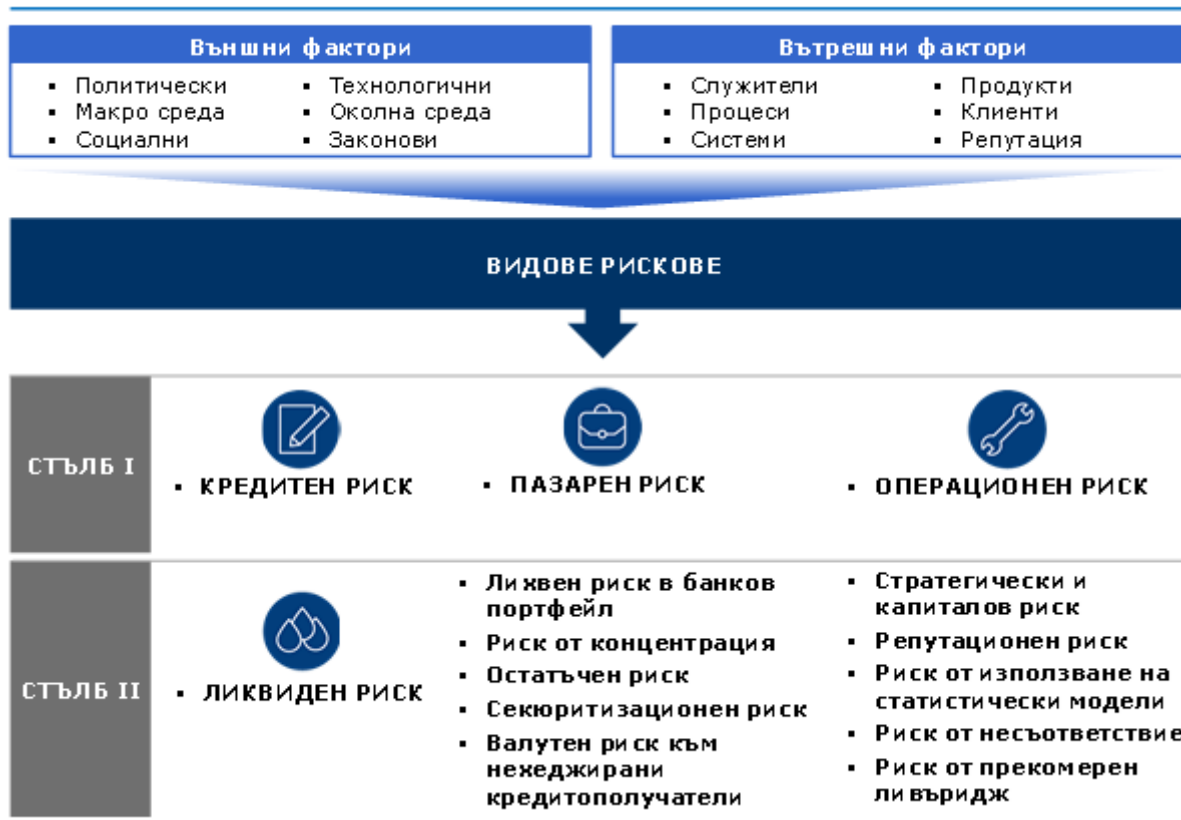 Външни фактори
▪ Политически
▪ Макро среда
▪ Социални
▪ Технологични
▪ Околна среда
▪ Законови
Вътрешни фактори
▪ Служители
▪ Процеси
▪ Системи
▪ Продукти
▪ Клиенти
▪ Репутация
ВИДОВЕ РИСКОВЕ
СТЪЛБ I
▪ КРЕДИТЕН РИСК
▪ ПАЗАРЕН РИСК
▪ ОПЕРАЦИОНЕН РИСК
СТЪЛБ II
▪ ЛИКВИДЕН РИСК
▪ Лихвен риск в банков
портфейл
▪ Риск от концентрация
▪ Остатъчен риск
▪ Секюритизационен риск
▪ Валутен риск към
нехеджирани
кредитополучатели
▪ Стратегически и
капиталов риск
▪ Репутационен риск
▪ Риск от използване на
статистически модели
▪ Риск от несъответствие
▪ Риск от прекомерен
ливъридж